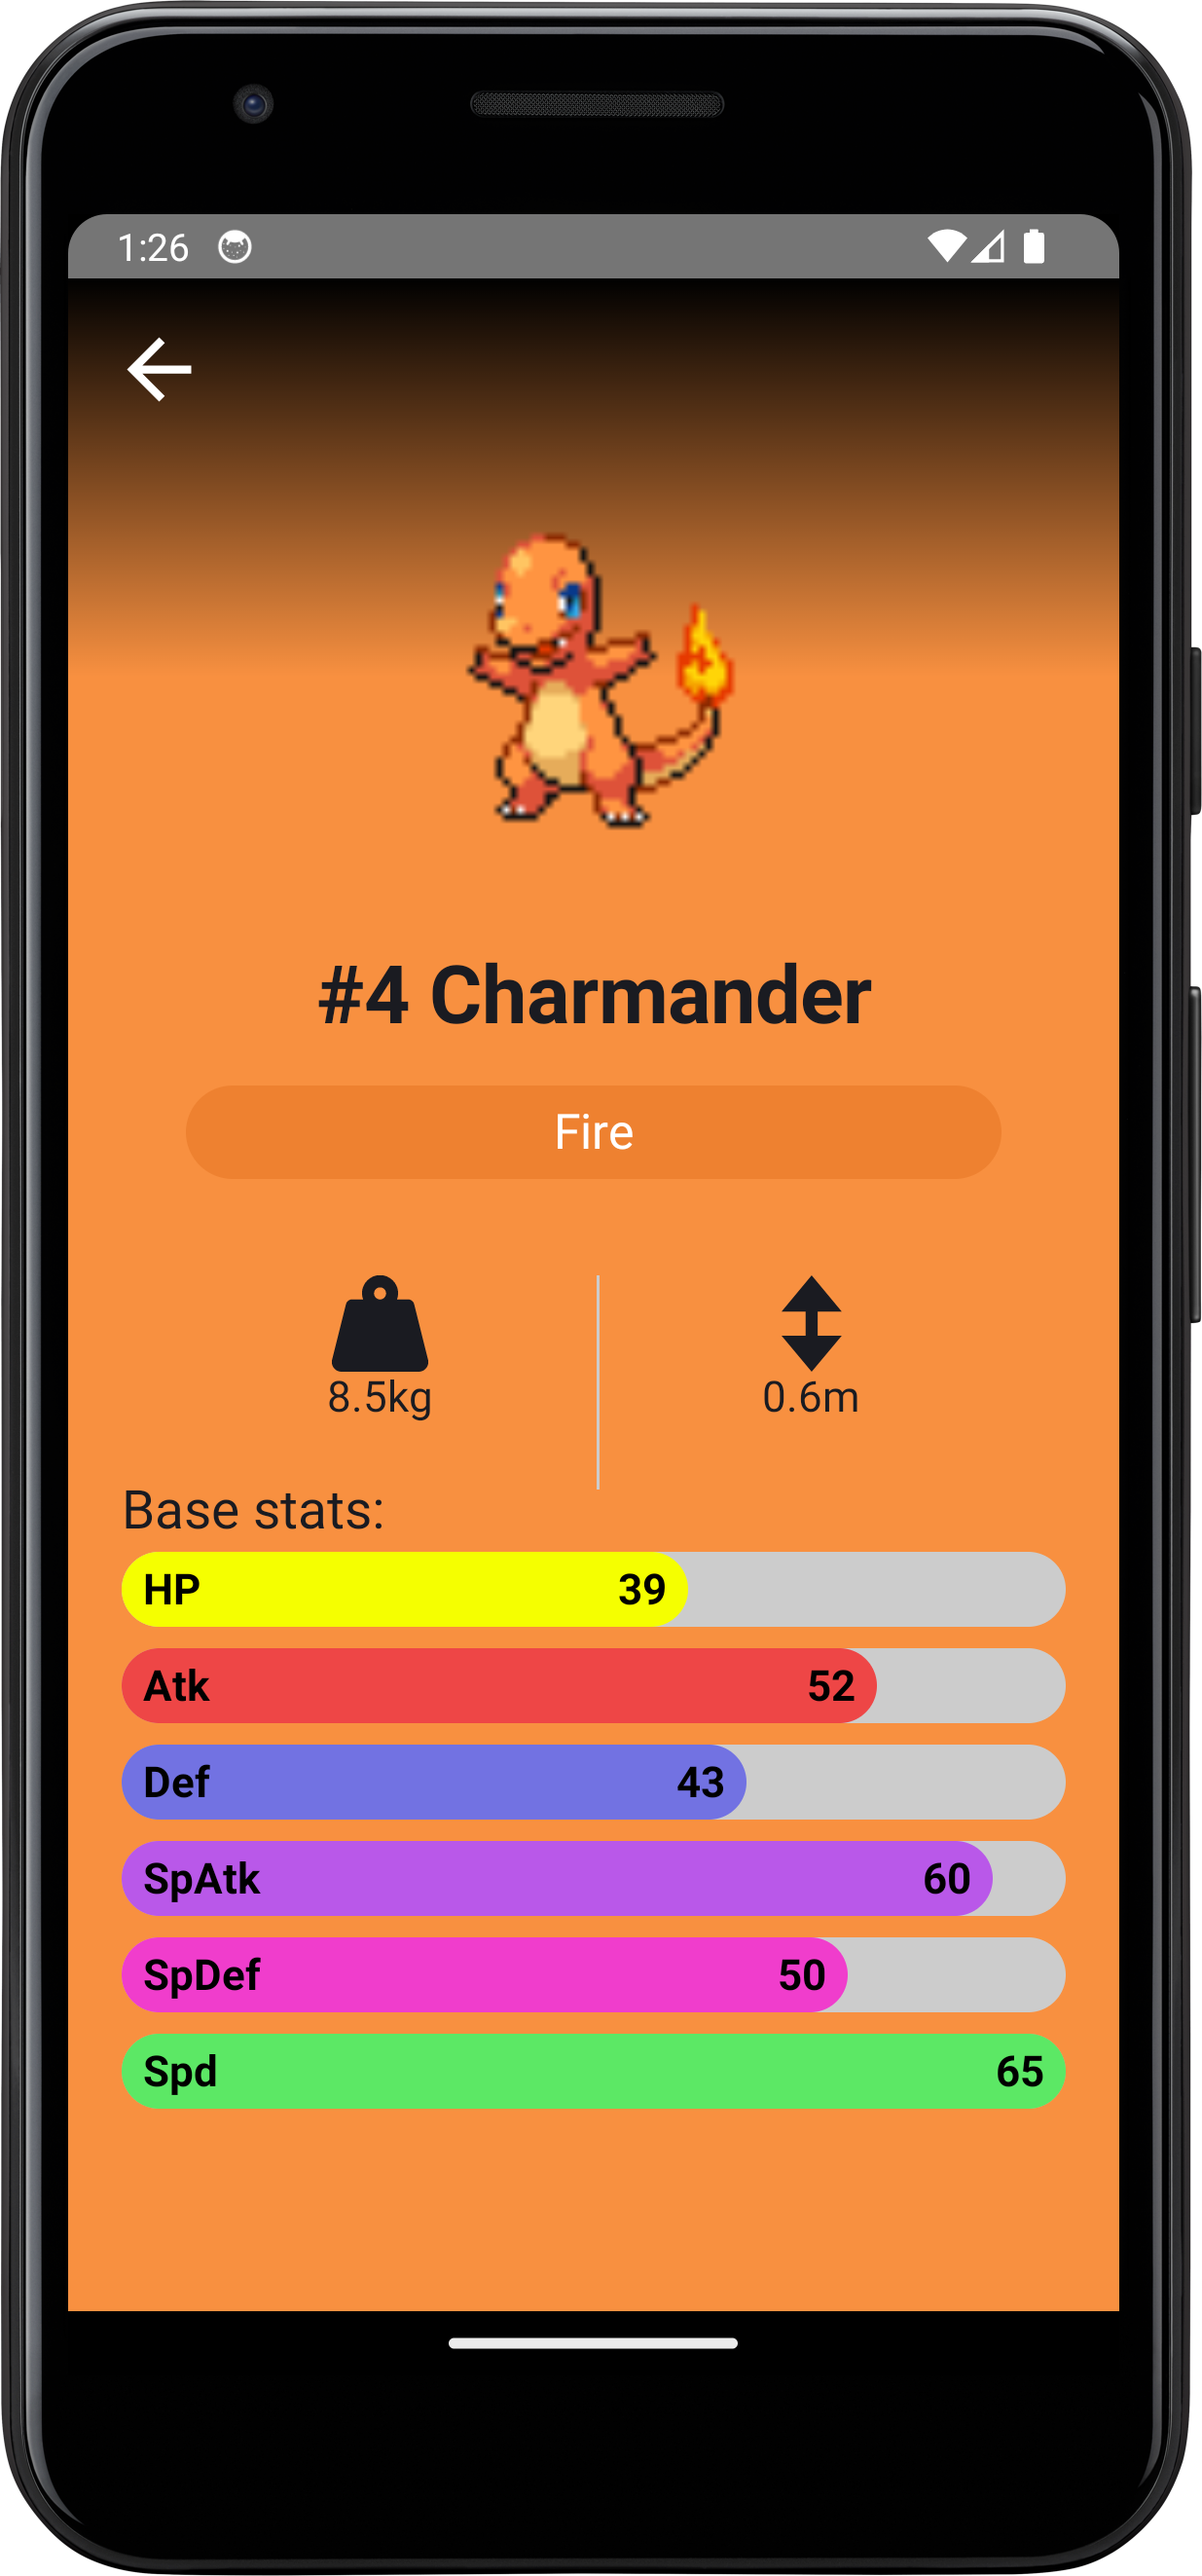 1:26
#4 Charmander
Fire
8.5kg 0.6m
Base stats:
HP 39
Atk 52
Def 43
SpAtk 60
SpDef 50
Spd 65